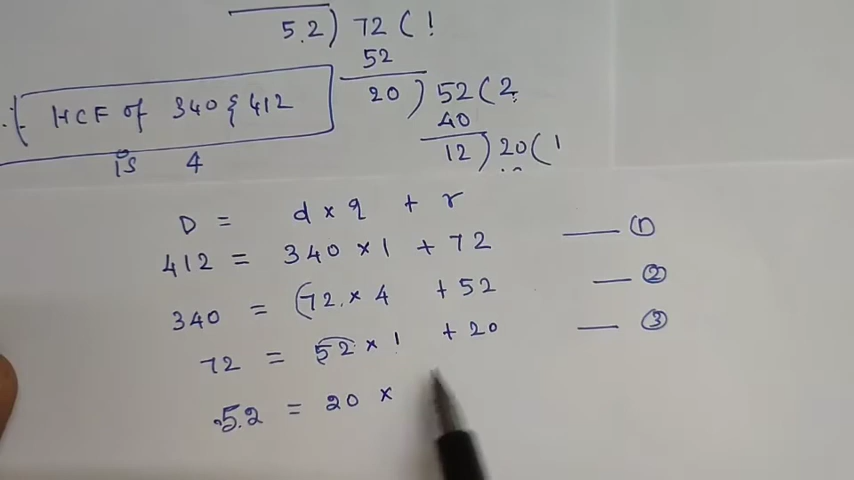 5.2) 72 ( 1
52
20 ) 52 ( 2
40
12 ) 20 ( 1
HCF of 340 & 412
is 4
D = d × q + r
412 = 340 × 1 + 72 —— ①
340 = (72 × 4 + 52 —— ②
72 = 52 × 1 + 20 —— ③
52 = 20 ×